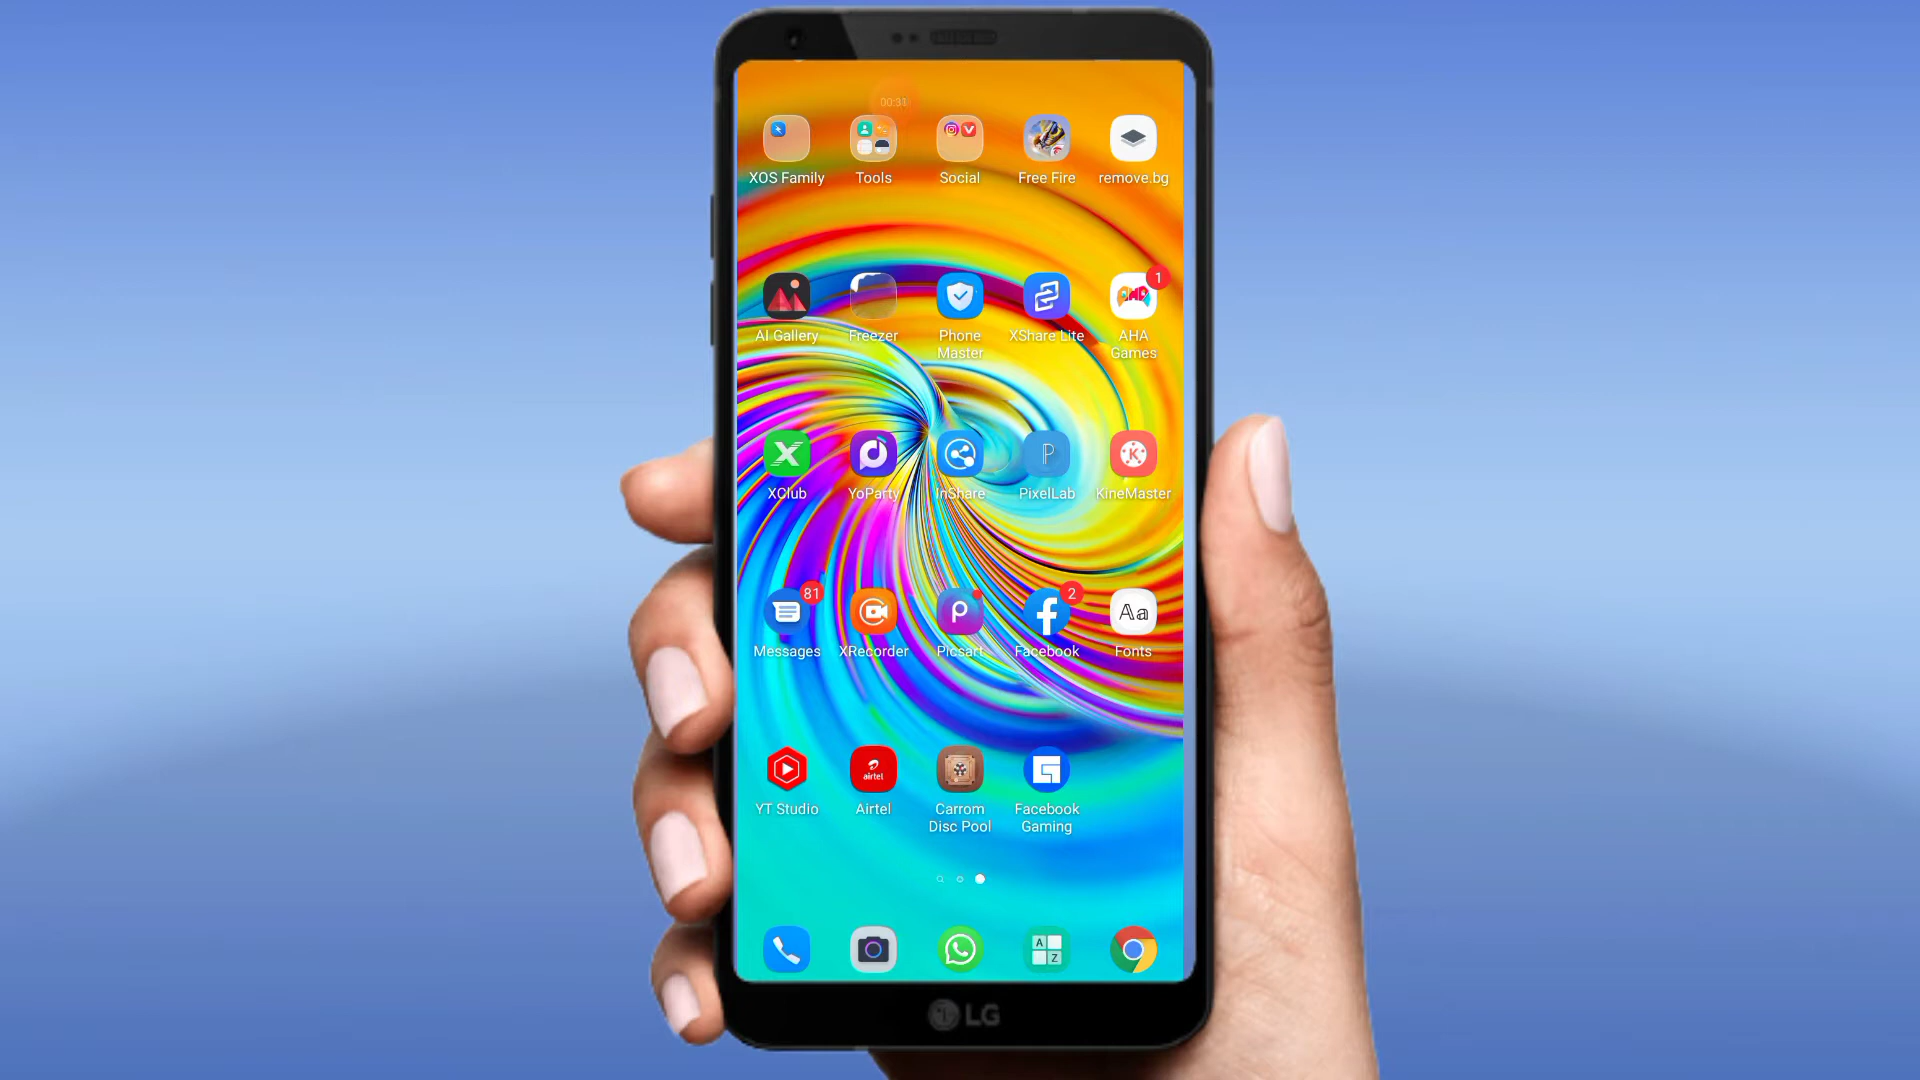 00:31
XOS Family
Tools
Social
Free Fire
remove.bg
AI Gallery
Freezer
Phone
Master
XShare Lite
1
AHA
Games
XClub
YoParty
InShare
P
PixelLab
K
KineMaster
81
Messages
XRecorder
P
Picsart
2
Facebook
Aa
Fonts
YT Studio
airtel
Airtel
Carrom
Disc Pool
Facebook
Gaming
A
Z
LG